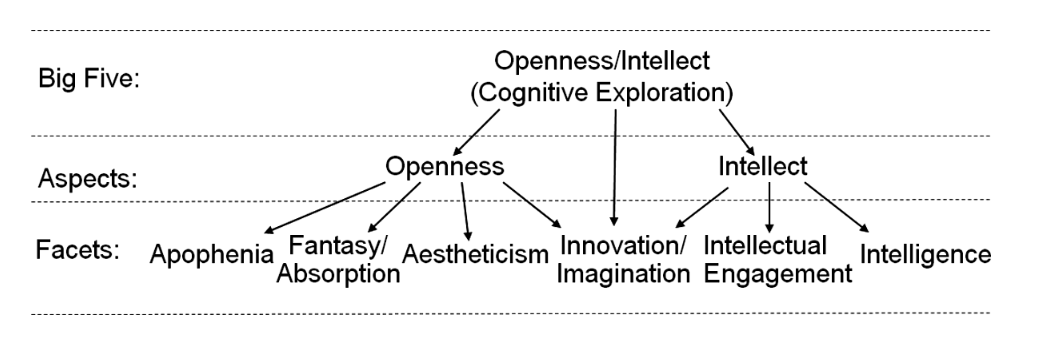 Big Five:
Openness/Intellect
(Cognitive Exploration)
Aspects:
Openness
Intellect
Facets:
Apophenia
Fantasy/
Absorption
Aestheticism
Innovation/
Imagination
Intellectual
Engagement
Intelligence